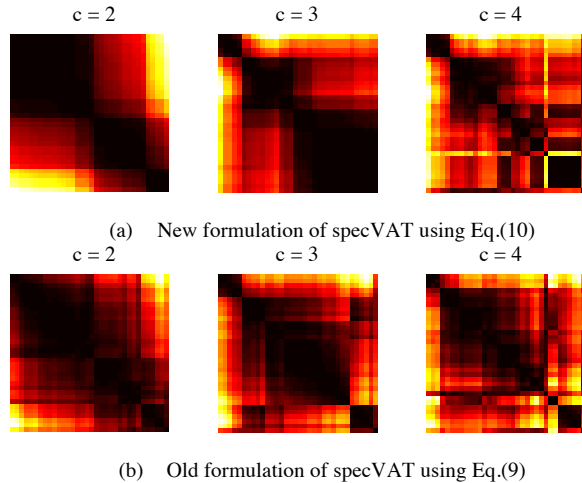 c = 2 c = 3 c = 4
(a) New formulation of specVAT using Eq.(10)
c = 2 c = 3 c = 4
(b) Old formulation of specVAT using Eq.(9)